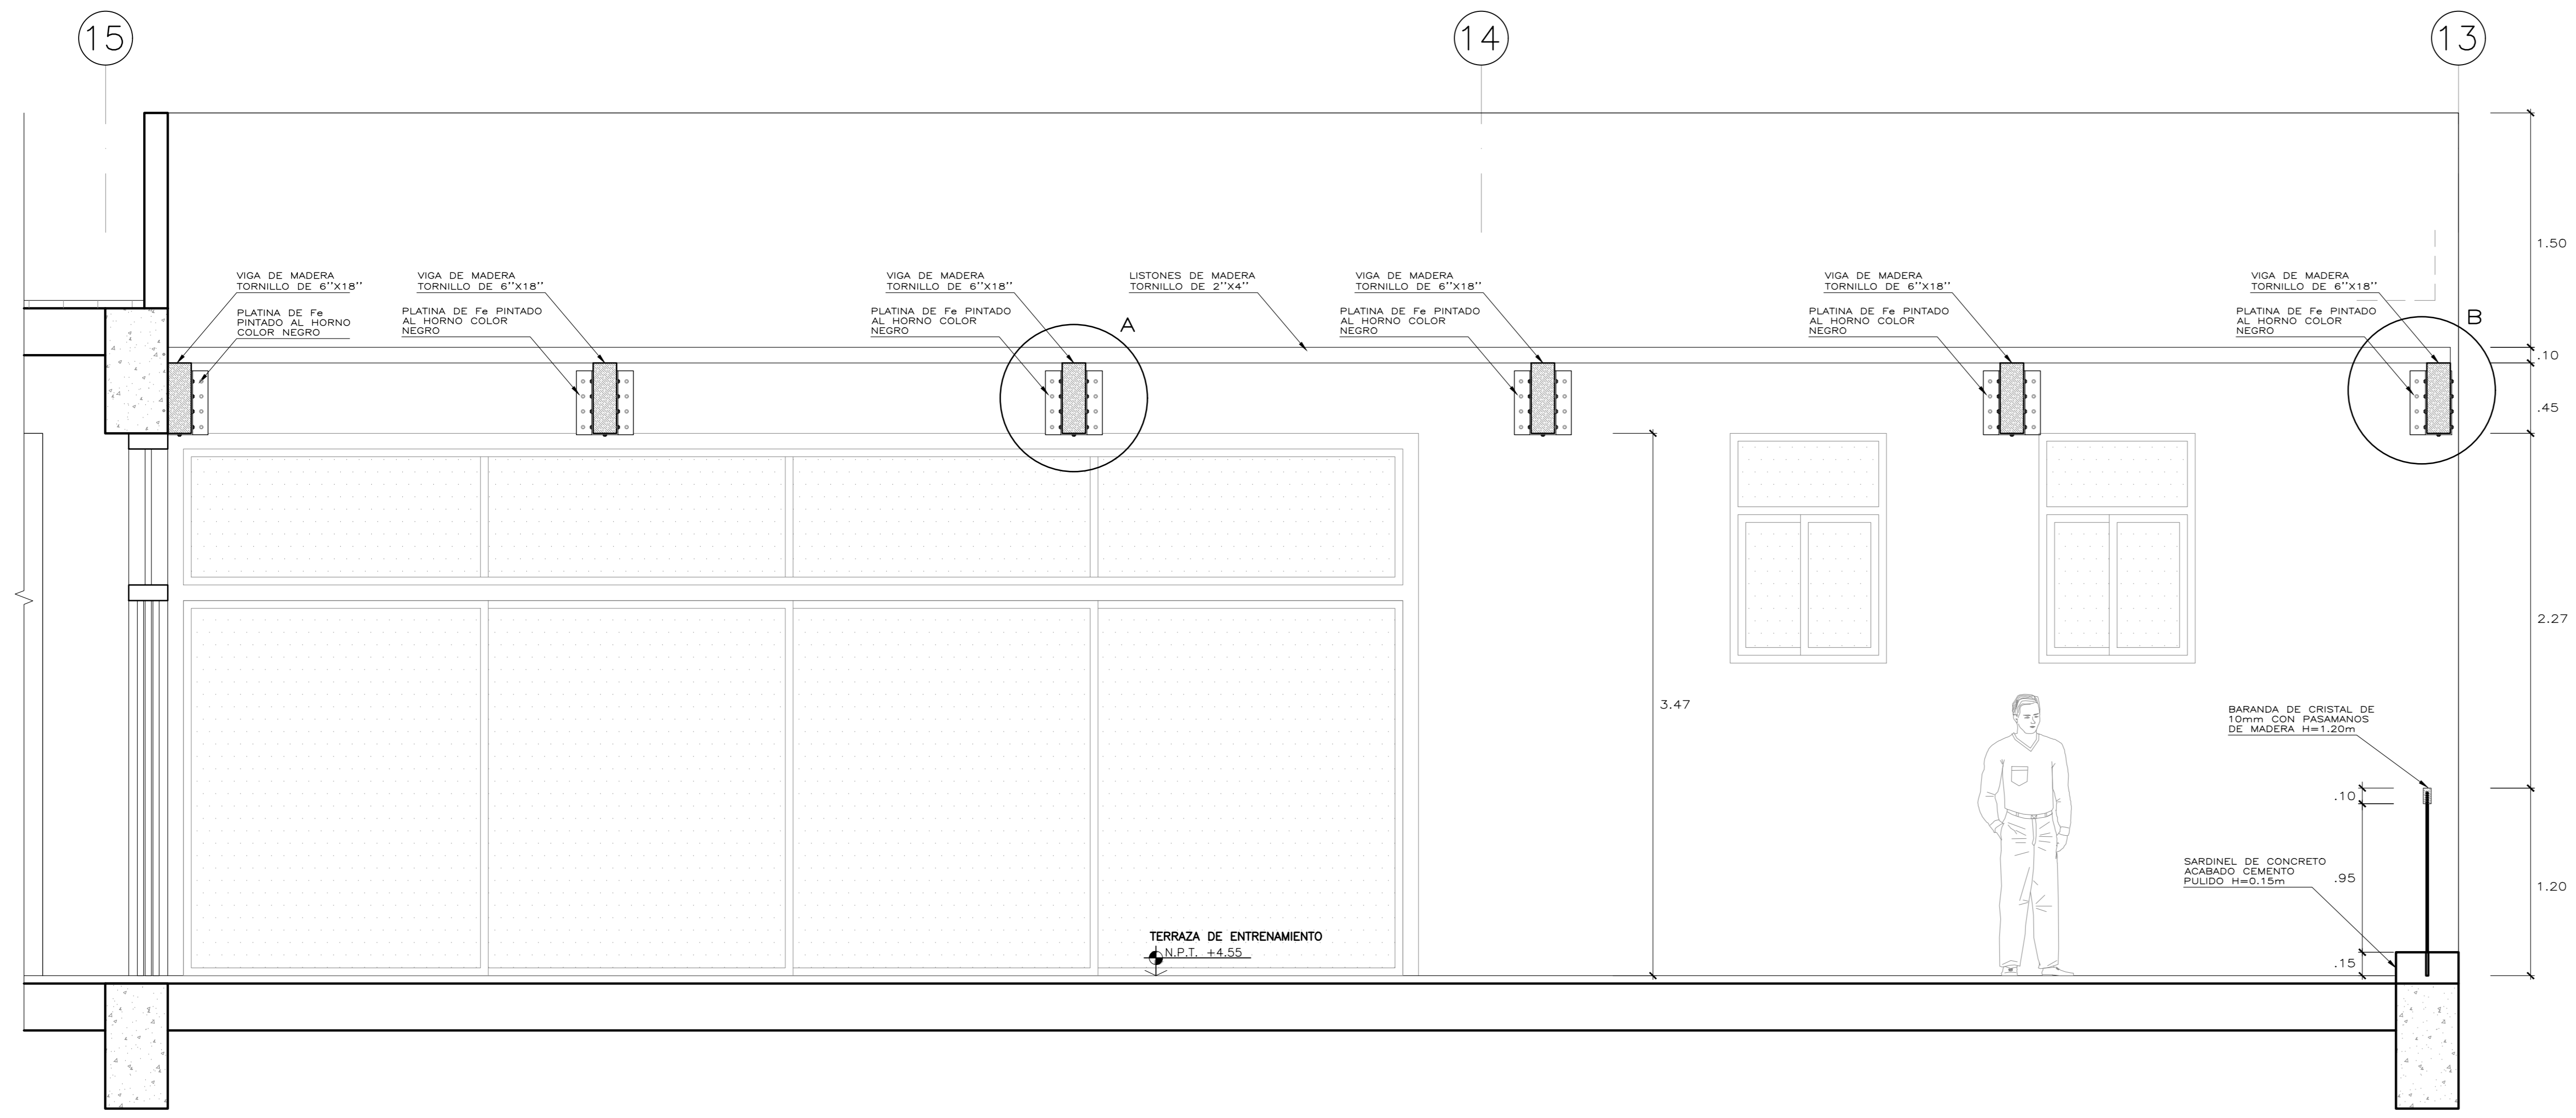 15
14
13
VIGA DE MADERA
TORNILLO DE 6''X18''
PLATINA DE Fe
PINTADO AL HORNO
COLOR NEGRO
VIGA DE MADERA
TORNILLO DE 6''X18''
PLATINA DE Fe PINTADO
AL HORNO COLOR
NEGRO
VIGA DE MADERA
TORNILLO DE 6''X18''
PLATINA DE Fe PINTADO
AL HORNO COLOR
NEGRO
A
LISTONES DE MADERA
TORNILLO DE 2''X4''
VIGA DE MADERA
TORNILLO DE 6''X18''
PLATINA DE Fe PINTADO
AL HORNO COLOR
NEGRO
VIGA DE MADERA
TORNILLO DE 6''X18''
PLATINA DE Fe PINTADO
AL HORNO COLOR
NEGRO
VIGA DE MADERA
TORNILLO DE 6''X18''
PLATINA DE Fe PINTADO
AL HORNO COLOR
NEGRO
B
1.50
.10
.45
2.27
1.20
3.47
BARANDA DE CRISTAL DE
10mm CON PASAMANOS
DE MADERA H=1.20m
.10
.95
.15
SARDINEL DE CONCRETO
ACABADO CEMENTO
PULIDO H=0.15m
TERRAZA DE ENTRENAMIENTO
N.P.T. +4.55